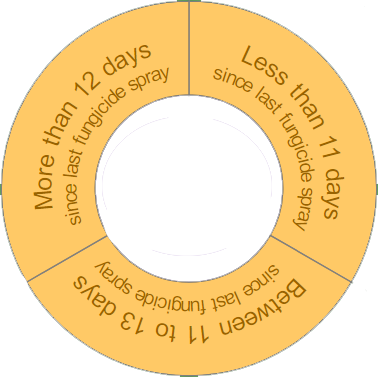 More than 12 days
since last fungicide spray
Less than 11 days
since last fungicide spray
Between 11 to 13 days
since last fungicide spray